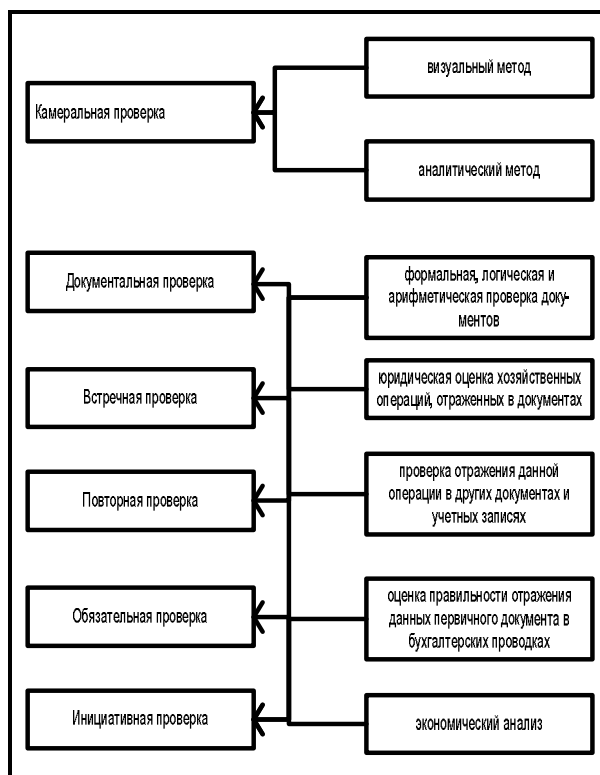 визуальный метод
Камеральная проверка
аналитический метод
Документальная проверка
формальная, логическая и
арифметическая проверка доку-
ментов
Встречная проверка
юридическая оценка хозяйственных
операций, отраженных в документах
Повторная проверка
проверка отражения данной
операции в других документах и
учетных записях
Обязательная проверка
оценка правильности отражения
данных первичного документа в
бухгалтерских проводках
Инициативная проверка
экономический анализ